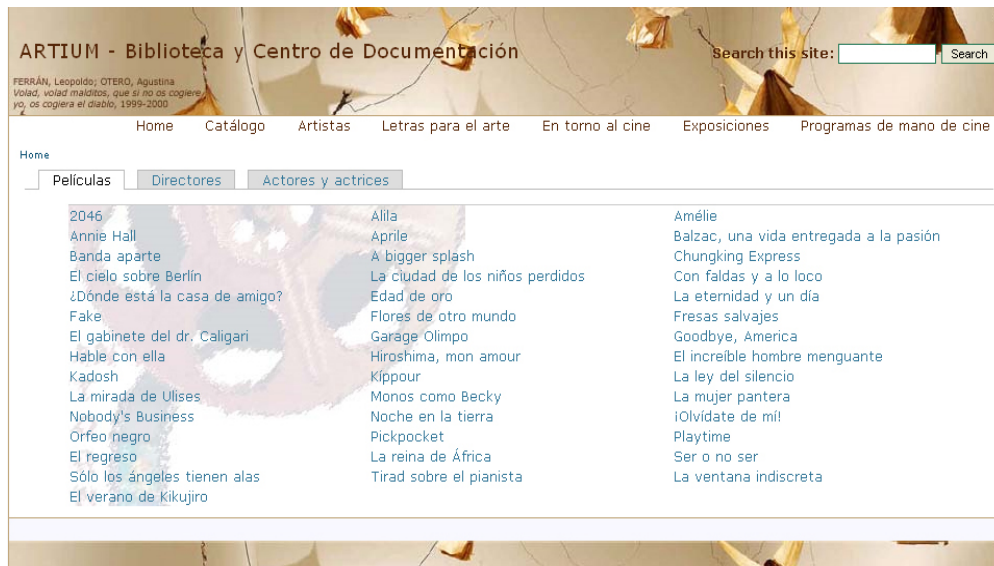 ARTIUM - Biblioteca y Centro de Documentación
Search this site: Search
FERRÁN, Leopoldo; OTERO, Agustina
Volad, volad malditos, que si no os cogiere
yo, os cogiera el diablo, 1999-2000
Home Catálogo Artistas Letras para el arte En torno al cine Exposiciones Programas de mano de cine
Home
Películas Directores Actores y actrices
2046 Alila Amélie
Annie Hall Aprile Balzac, una vida entregada a la pasión
Banda aparte A bigger splash Chungking Express
El cielo sobre Berlín La ciudad de los niños perdidos Con faldas y a lo loco
¿Dónde está la casa de amigo? Edad de oro La eternidad y un día
Fake Flores de otro mundo Fresas salvajes
El gabinete del dr. Caligari Garage Olimpo Goodbye, America
Hable con ella Hiroshima, mon amour El increíble hombre menguante
Kadosh Kíppour La ley del silencio
La mirada de Ulises Monos como Becky La mujer pantera
Nobody's Business Noche en la tierra ¡Olvídate de mí!
Orfeo negro Pickpocket Playtime
El regreso La reina de África Ser o no ser
Sólo los ángeles tienen alas Tirad sobre el pianista La ventana indiscreta
El verano de Kikujiro